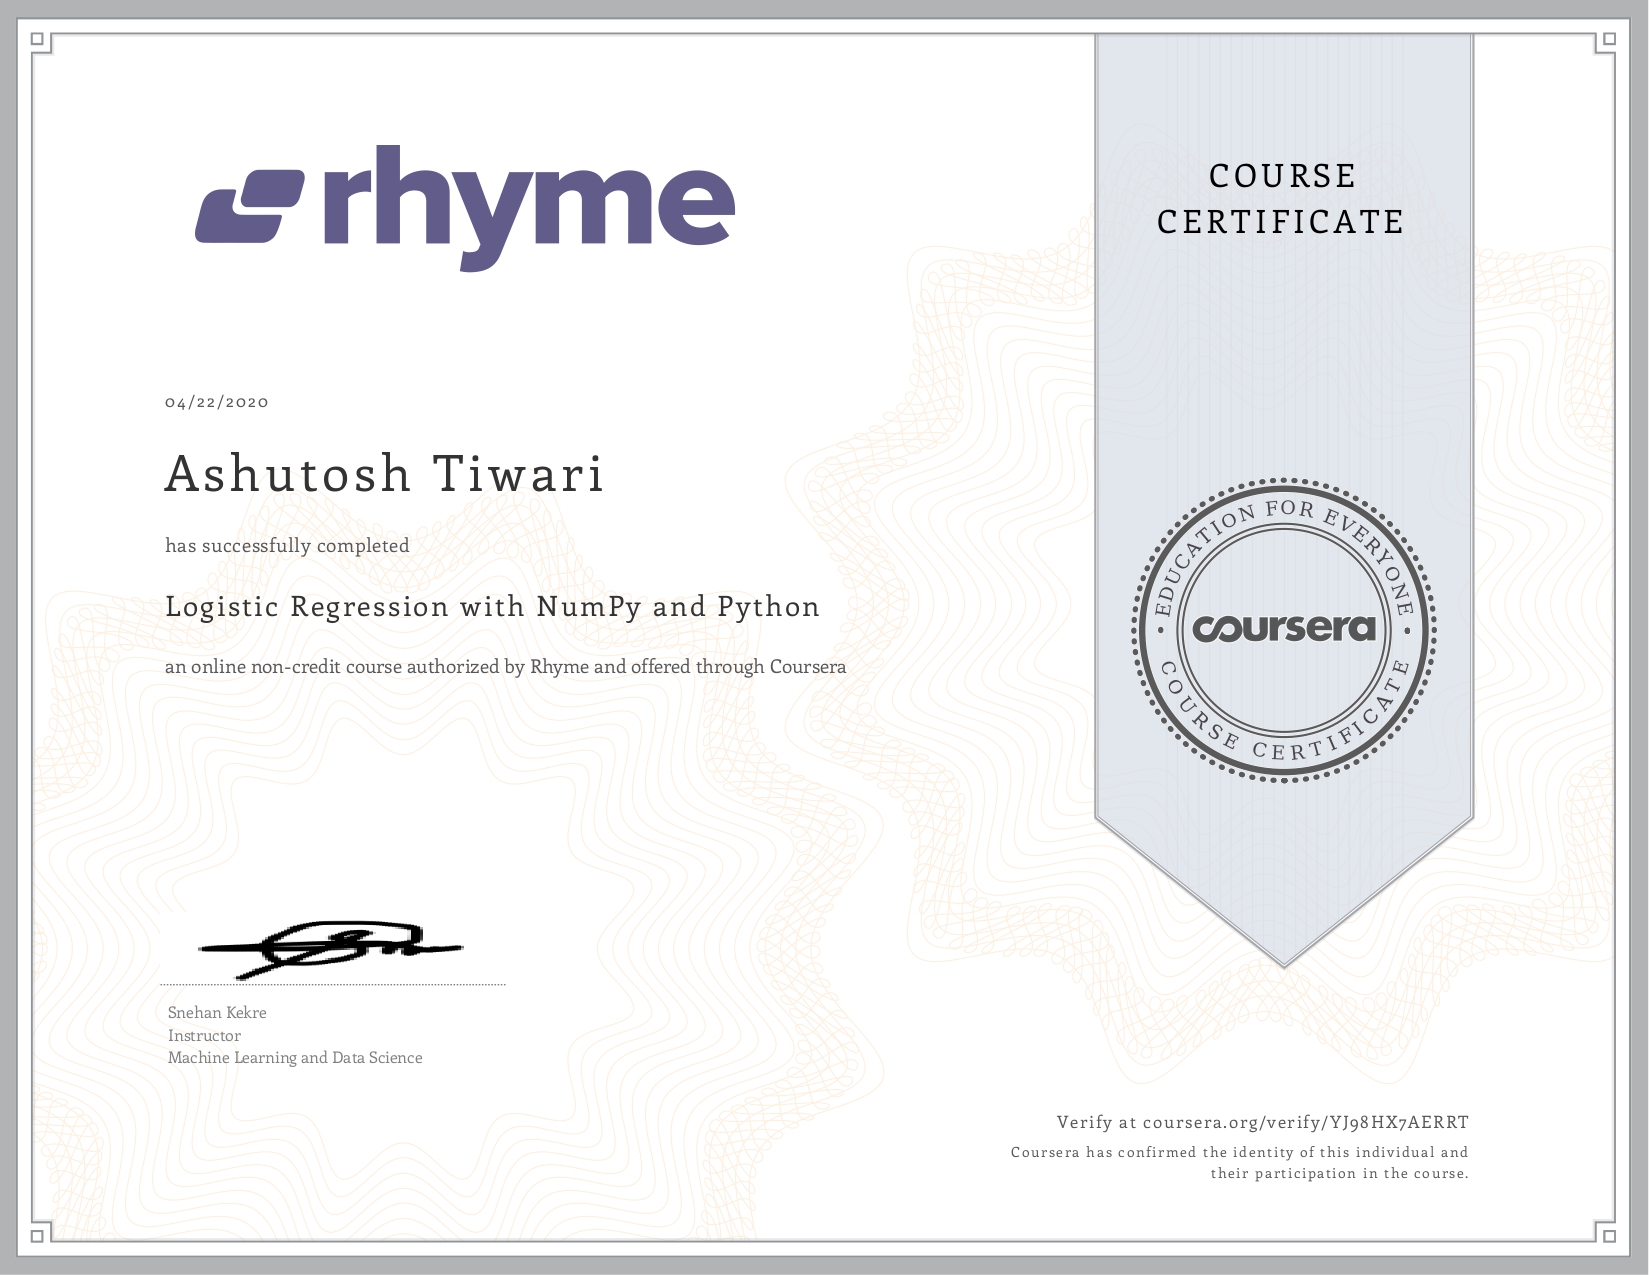 rhyme
COURSE
CERTIFICATE
04/22/2020
Ashutosh Tiwari
has successfully completed
Logistic Regression with NumPy and Python
an online non-credit course authorized by Rhyme and offered through Coursera
EDUCATION FOR EVERYONE
coursera
COURSE CERTIFICATE
Snehan Kekre
Instructor
Machine Learning and Data Science
Verify at coursera.org/verify/YJ98HX7AERRT
Coursera has confirmed the identity of this individual and
their participation in the course.